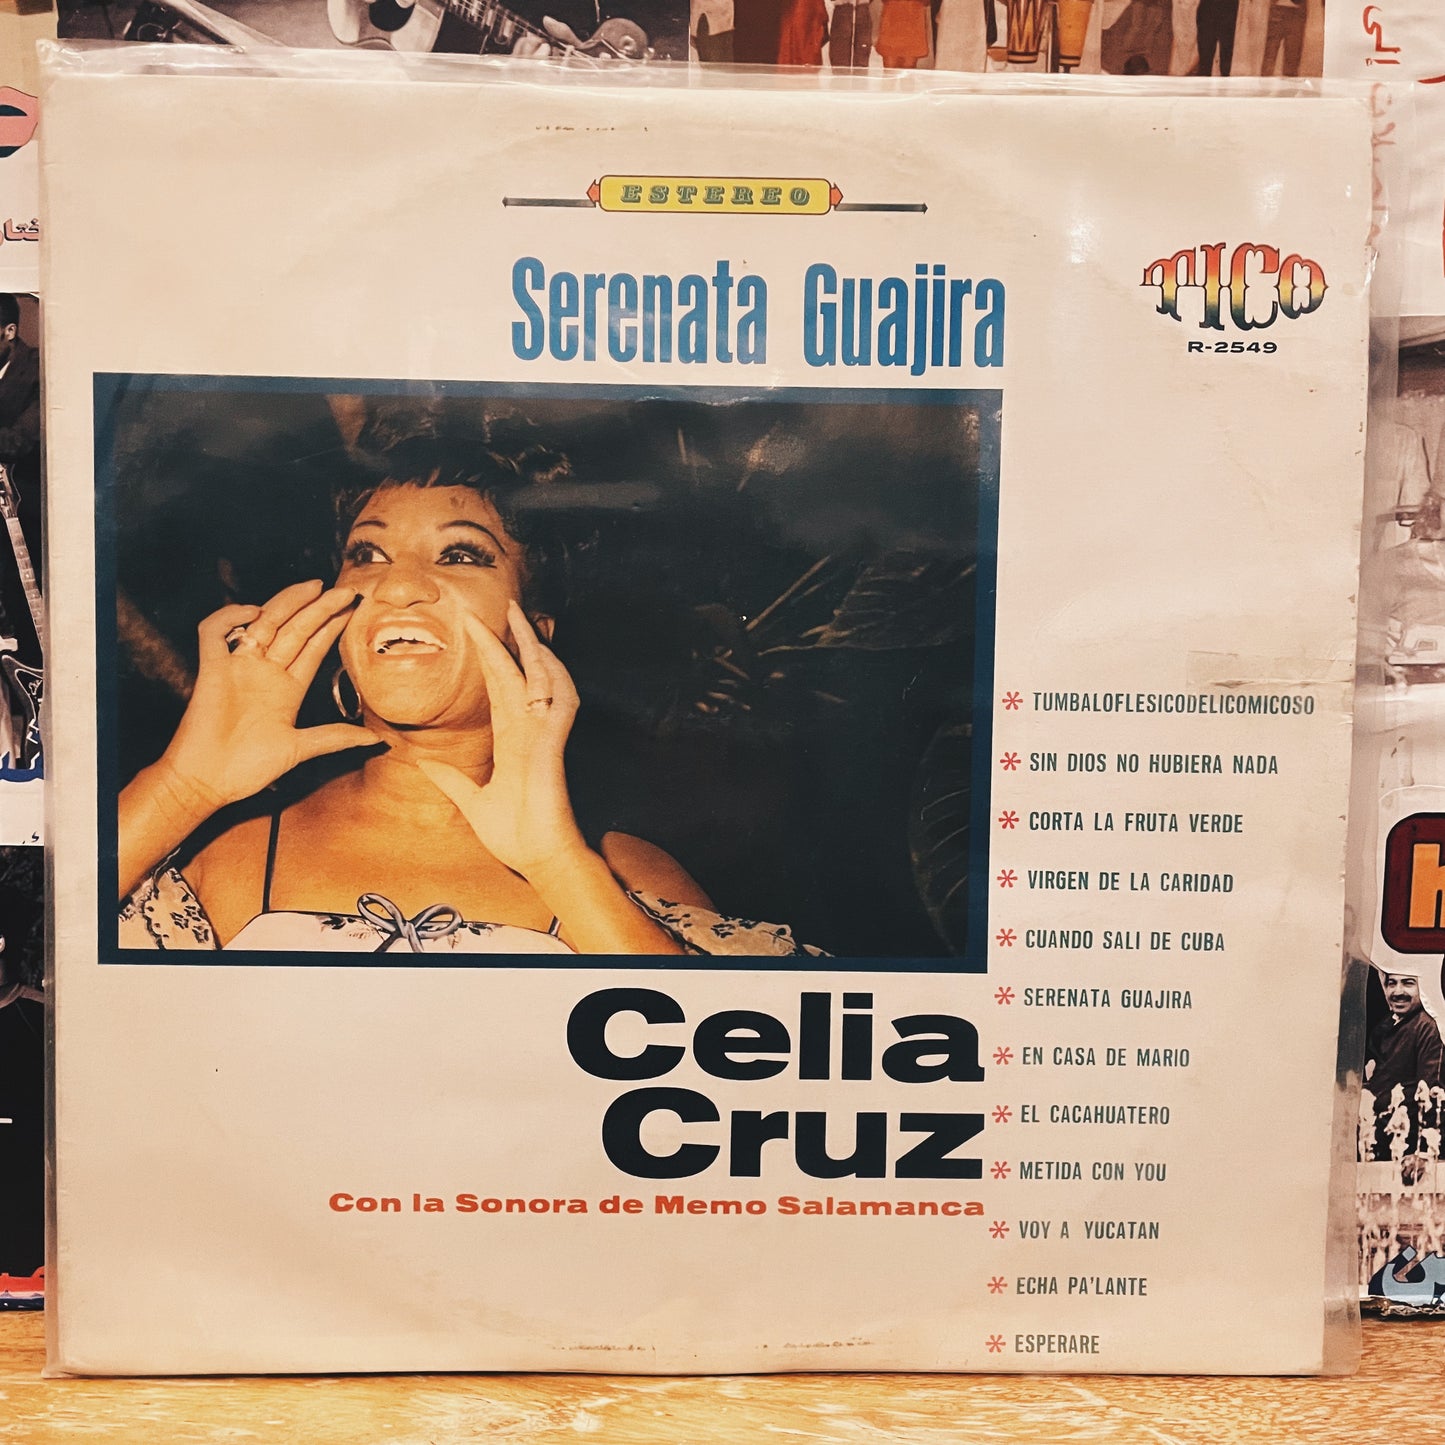 ESTEREO
Serenata Guajira
TICO
R-2549
* TUMBALOFLESICODELICOMICOSO
* SIN DIOS NO HUBIERA NADA
* CORTA LA FRUTA VERDE
* VIRGEN DE LA CARIDAD
* CUANDO SALI DE CUBA
* SERENATA GUAJIRA
* EN CASA DE MARIO
* EL CACAHUATERO
* METIDA CON YOU
* VOY A YUCATAN
* ECHA PA'LANTE
* ESPERARE
Celia
Cruz
Con la Sonora de Memo Salamanca